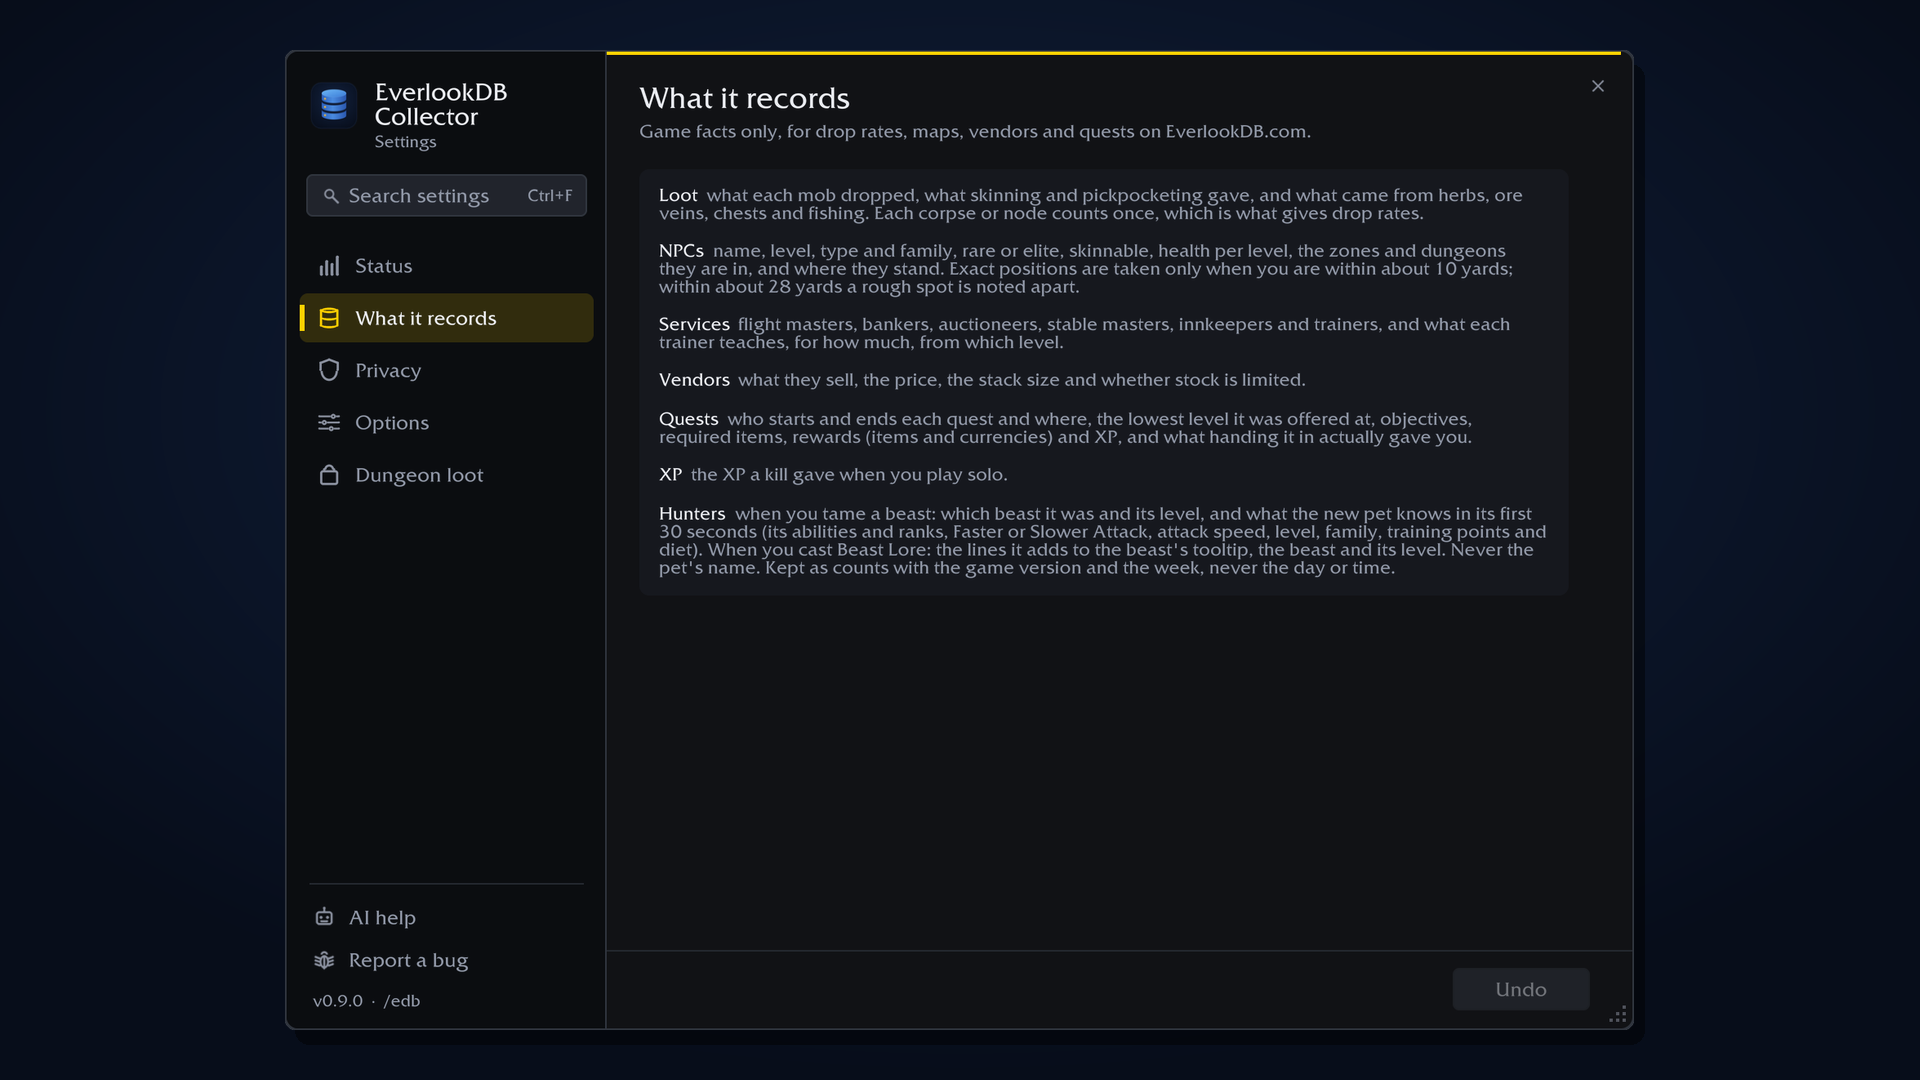 EverlookDB
Collector
Settings
Search settings Ctrl+F
Status
What it records
Privacy
Options
Dungeon loot
AI help
Report a bug
v0.9.0 · /edb
What it records
Game facts only, for drop rates, maps, vendors and quests on EverlookDB.com.
Loot what each mob dropped, what skinning and pickpocketing gave, and what came from herbs, ore
veins, chests and fishing. Each corpse or node counts once, which is what gives drop rates.
NPCs name, level, type and family, rare or elite, skinnable, health per level, the zones and dungeons
they are in, and where they stand. Exact positions are taken only when you are within about 10 yards;
within about 28 yards a rough spot is noted apart.
Services flight masters, bankers, auctioneers, stable masters, innkeepers and trainers, and what each
trainer teaches, for how much, from which level.
Vendors what they sell, the price, the stack size and whether stock is limited.
Quests who starts and ends each quest and where, the lowest level it was offered at, objectives,
required items, rewards (items and currencies) and XP, and what handing it in actually gave you.
XP the XP a kill gave when you play solo.
Hunters when you tame a beast: which beast it was and its level, and what the new pet knows in its first
30 seconds (its abilities and ranks, Faster or Slower Attack, attack speed, level, family, training points and
diet). When you cast Beast Lore: the lines it adds to the beast's tooltip, the beast and its level. Never the
pet's name. Kept as counts with the game version and the week, never the day or time.
Undo